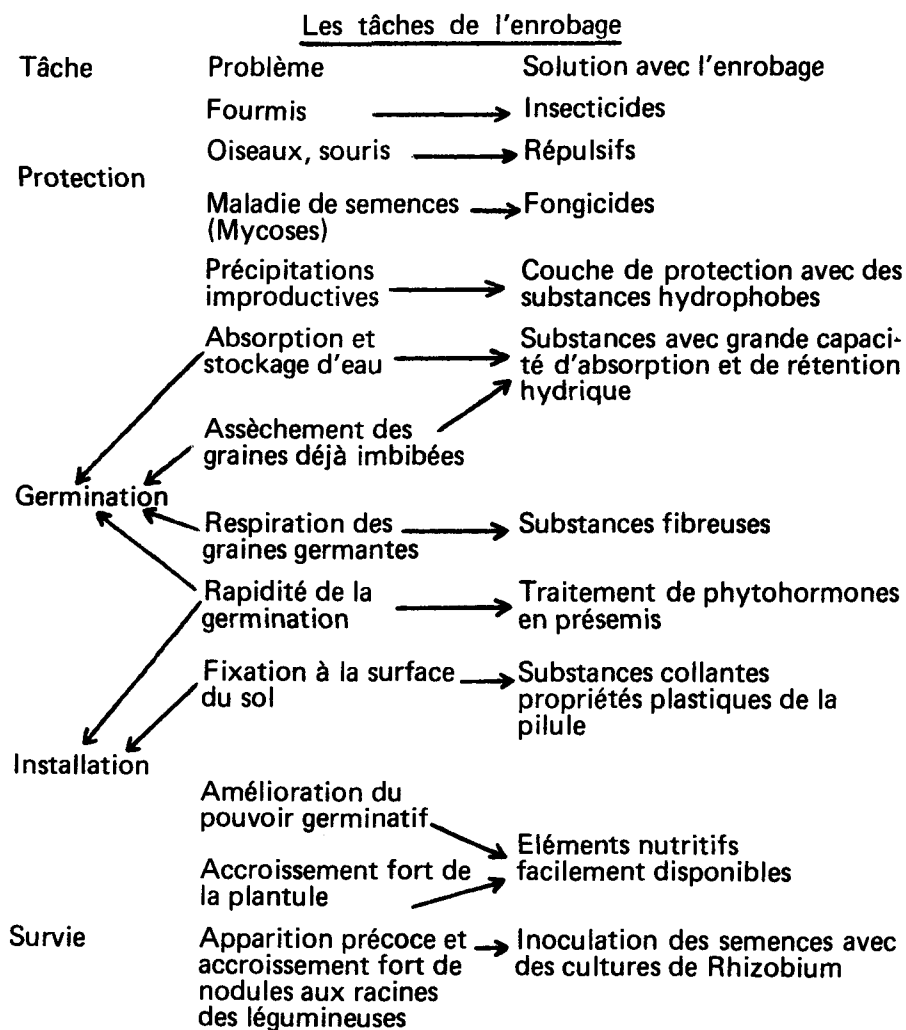 Les tâches de l'enrobage
Tâche Problème Solution avec l'enrobage
Fourmis Insecticides
Oiseaux, souris Répulsifs
Protection
Maladie de semences Fongicides
(Mycoses)
Précipitations Couche de protection avec des
improductives substances hydrophobes
Absorption et Substances avec grande capaci-
stockage d'eau té d'absorption et de rétention
hydrique
Assèchement des
graines déjà imbibées
Germination
Respiration des Substances fibreuses
graines germantes
Rapidité de la Traitement de phytohormones
germination en présemis
Fixation à la surface Substances collantes
du sol propriétés plastiques de la
pilule
Installation
Amélioration du
pouvoir germinatif
Eléments nutritifs
Accroissement fort de facilement disponibles
la plantule
Survie Apparition précoce et Inoculation des semences avec
accroissement fort de des cultures de Rhizobium
nodules aux racines
des légumineuses